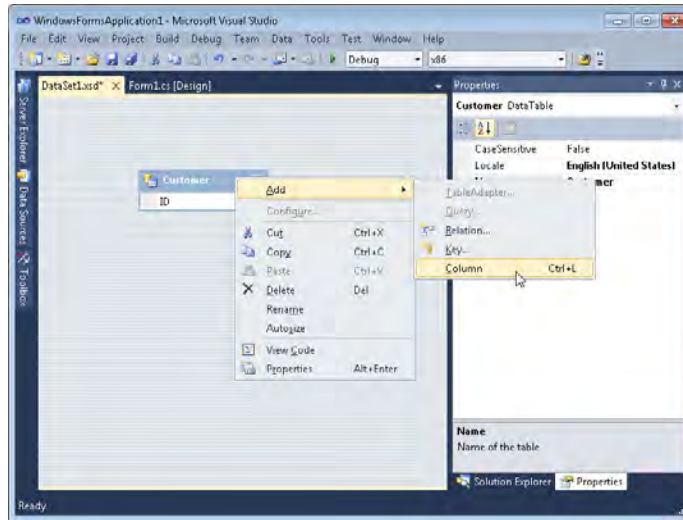 WindowsFormsApplication1 - Microsoft Visual Studio
File Edit View Project Build Debug Team Data Tools Test Window Help
Debug x86
DataSet1.xsd* X Form1.cs [Design]
Server Explorer
Data Sources
Toolbox
Customer
ID
Add
Configure...
Cut Ctrl+X
Copy Ctrl+C
Paste Ctrl+V
Delete Del
Rename
Autosize
View Code
Properties Alt+Enter
TableAdapter...
Query...
Relation...
Key...
Column Ctrl+L
Properties
Customer DataTable
CaseSensitive False
Locale English (United States)
Name
Name of the table
Solution Explorer Properties
Ready